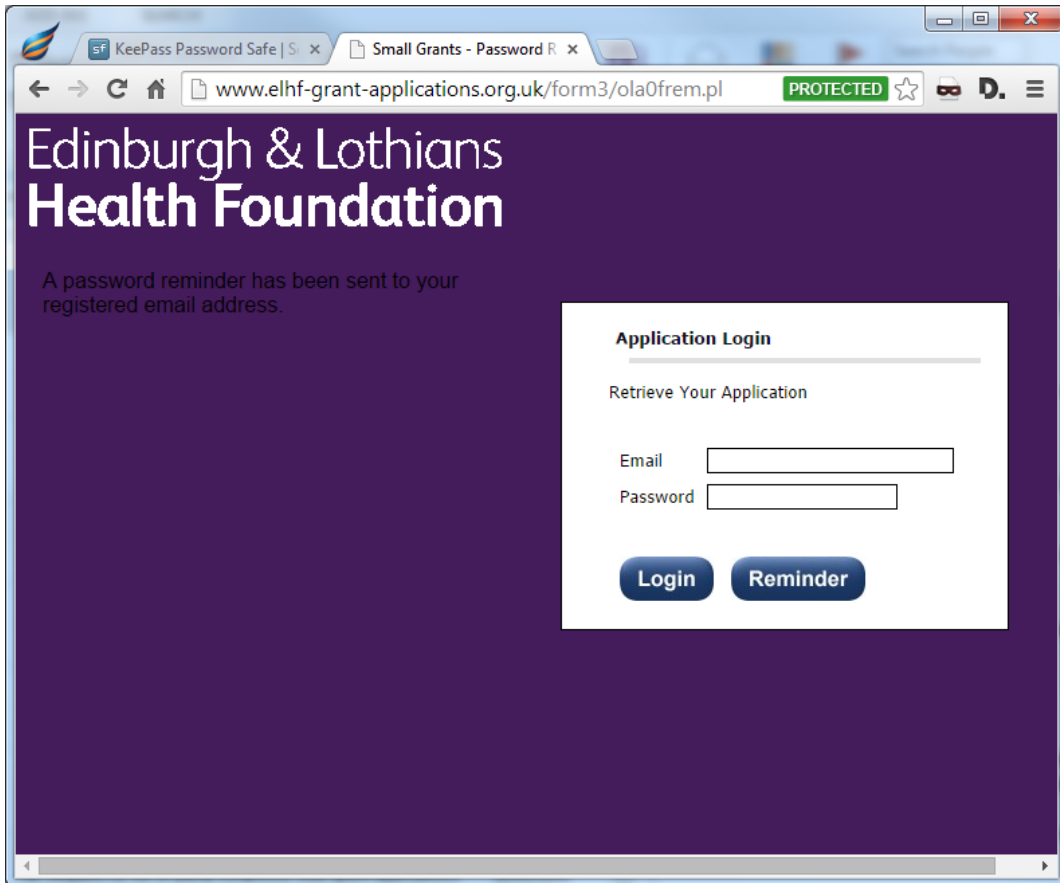 sf KeePass Password Safe | S
Small Grants - Password R
www.elhf-grant-applications.org.uk/form3/ola0frem.pl PROTECTED D.
Edinburgh & Lothians
Health Foundation
A password reminder has been sent to your
registered email address.
Application Login
Retrieve Your Application
Email
Password
Login Reminder